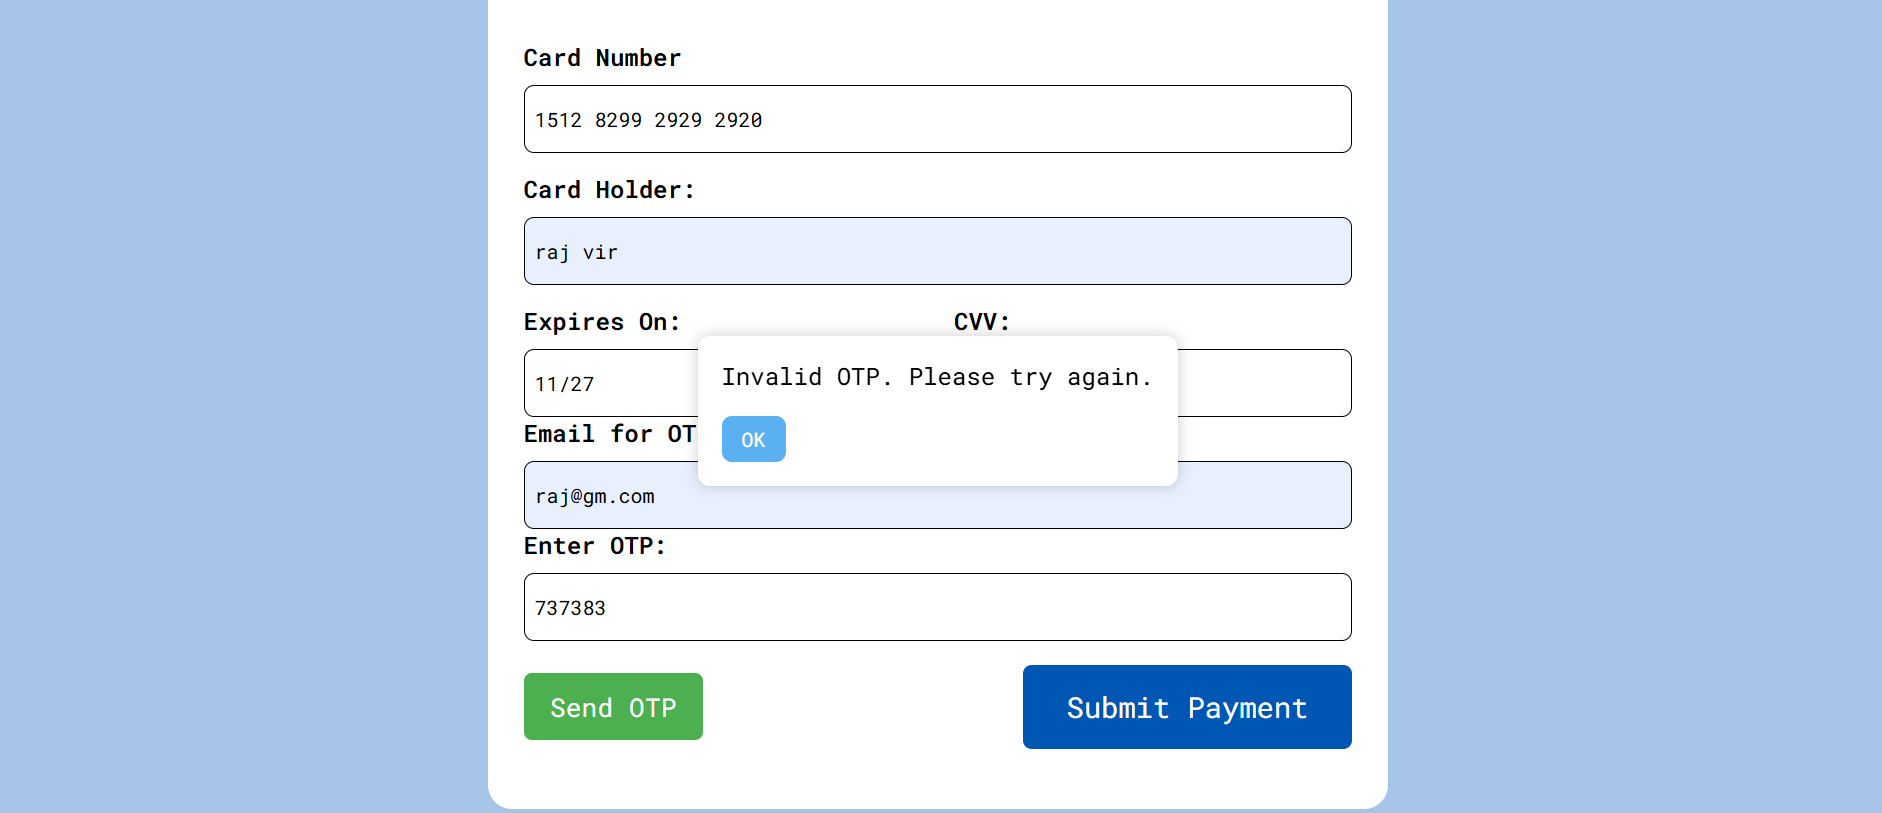 Card Number
1512 8299 2929 2920
Card Holder:
raj vir
Expires On: CVV:
11/27
Invalid OTP. Please try again.
OK
Email for OT
raj@gm.com
Enter OTP:
737383
Send OTP Submit Payment